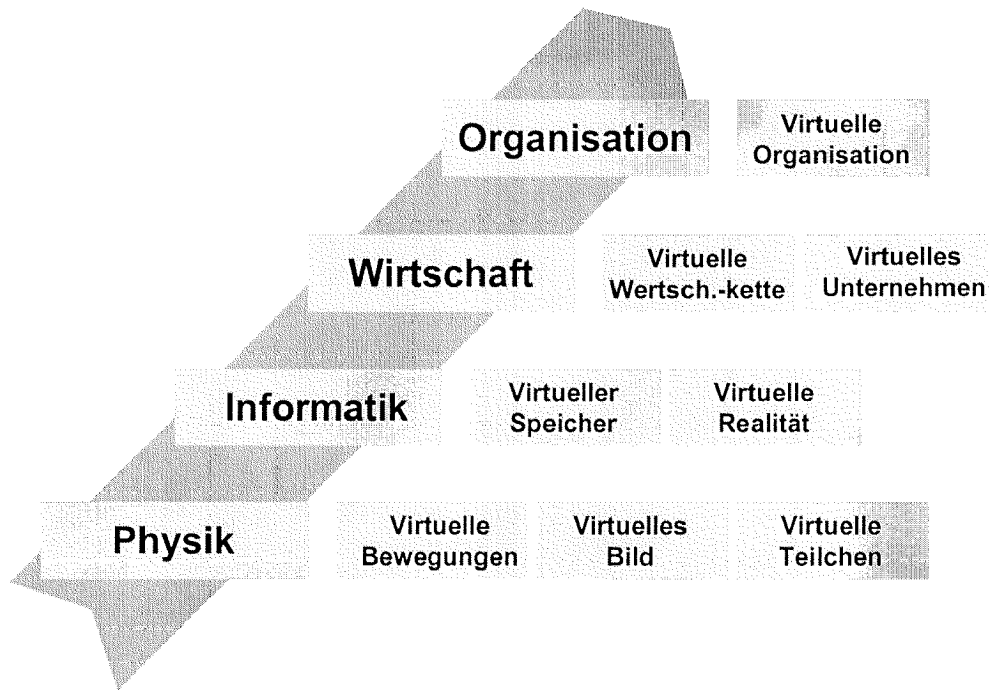 Organisation
Virtuelle
Organisation
Wirtschaft
Virtuelle
Wertsch.-kette
Virtuelles
Unternehmen
Informatik
Virtueller
Speicher
Virtuelle
Realität
Physik
Virtuelle
Bewegungen
Virtuelles
Bild
Virtuelle
Teilchen